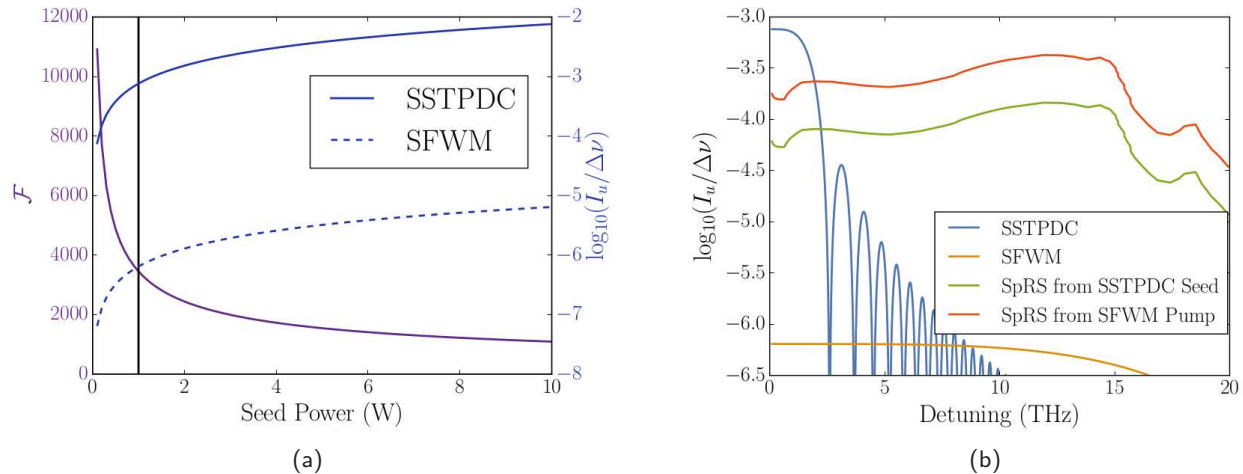 12000
10000
8000
6000
4000
2000
0
ℱ
0 2 4 6 8 10
Seed Power (W)
−2
−3
−4
−5
−6
−7
−8
log₁₀(Iᵤ/Δν)
SSTPDC
SFWM
(a)
−3.0
−3.5
−4.0
−4.5
−5.0
−5.5
−6.0
−6.5
log₁₀(Iᵤ/Δν)
0 5 10 15 20
Detuning (THz)
SSTPDC
SFWM
SpRS from SSTPDC Seed
SpRS from SFWM Pump
(b)